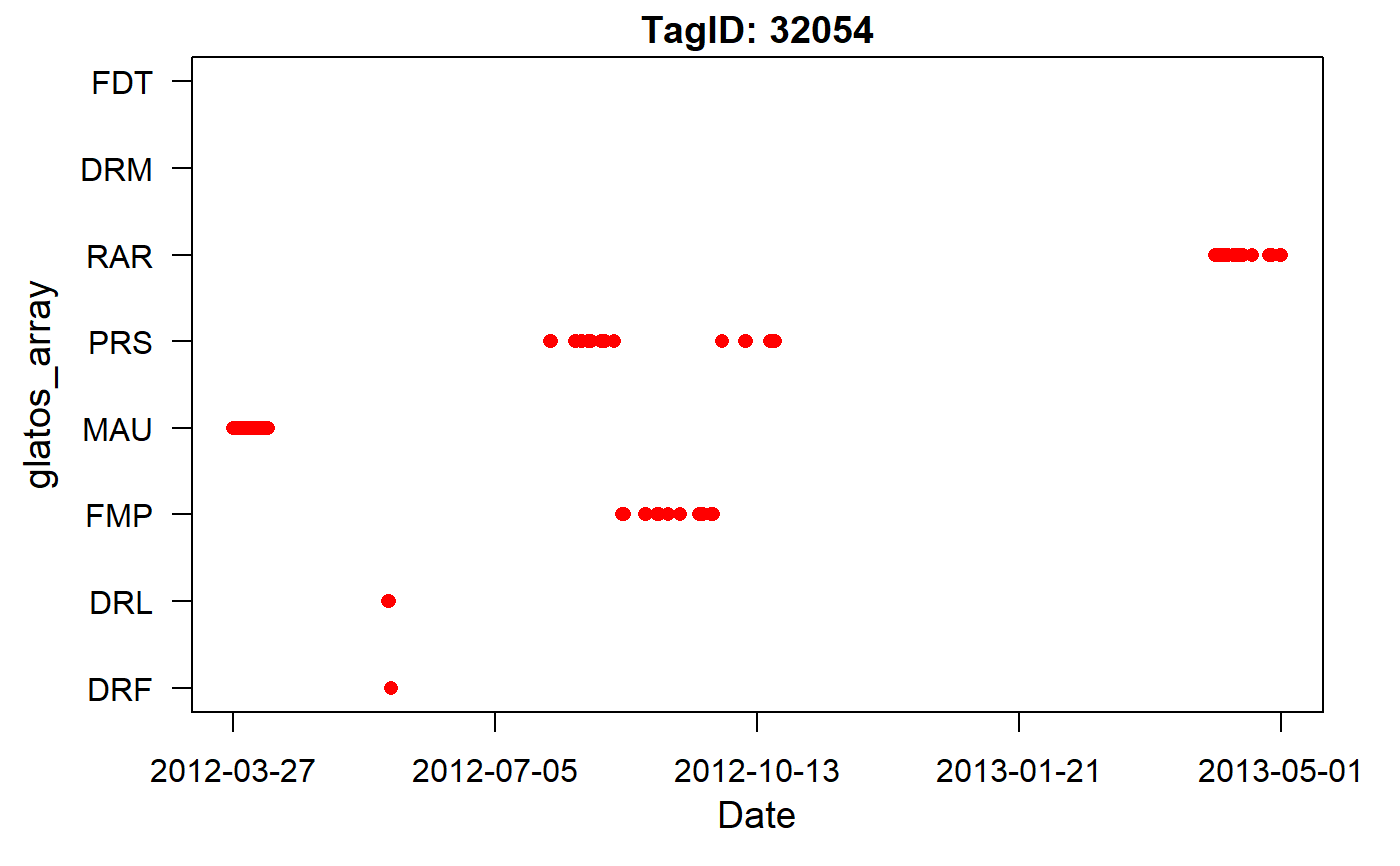 TagID: 32054
glatos_array
FDT
DRM
RAR
PRS
MAU
FMP
DRL
DRF
2012-03-27 2012-07-05 2012-10-13 2013-01-21 2013-05-01
Date